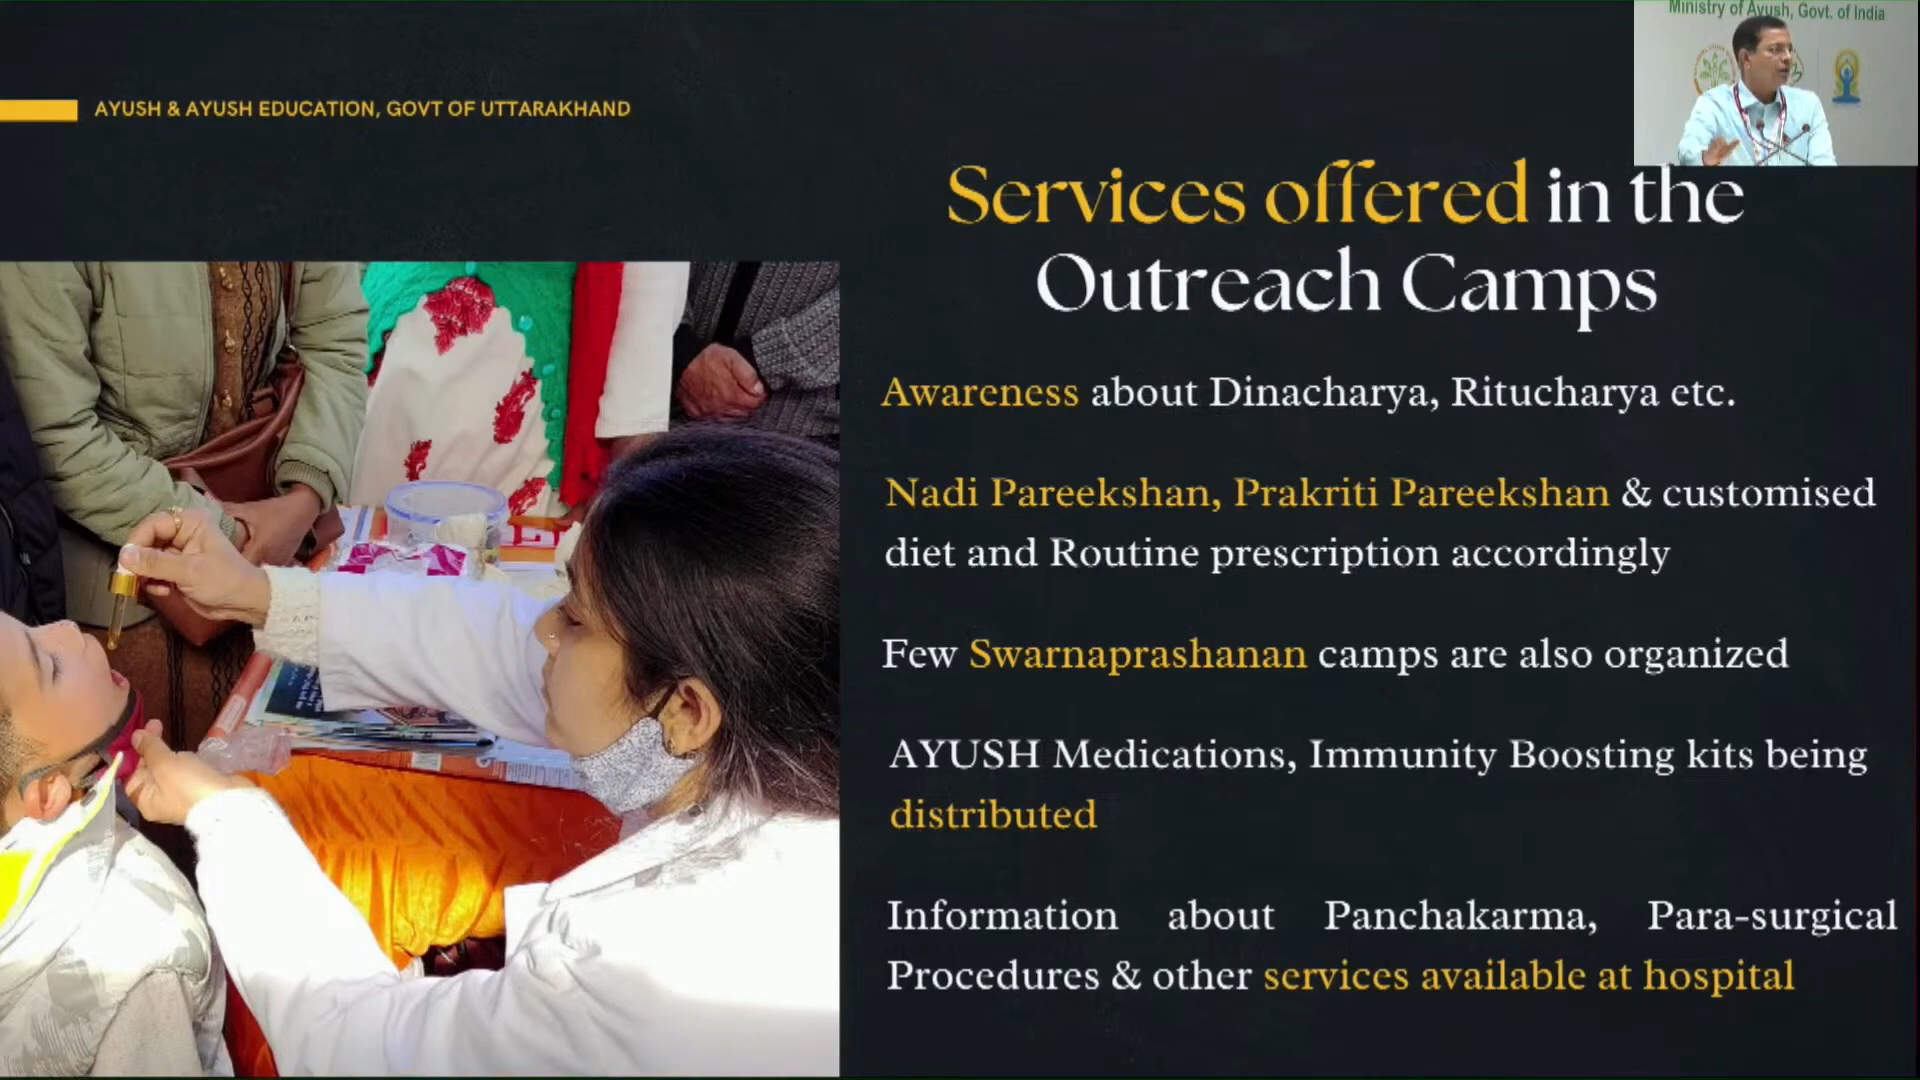 Ministry of Ayush, Govt. of India
AYUSH & AYUSH EDUCATION, GOVT OF UTTARAKHAND
Services offered in the
Outreach Camps
Awareness about Dinacharya, Ritucharya etc.
Nadi Pareekshan, Prakriti Pareekshan & customised
diet and Routine prescription accordingly
Few Swarnaprashanan camps are also organized
AYUSH Medications, Immunity Boosting kits being
distributed
Information about Panchakarma, Para-surgical
Procedures & other services available at hospital